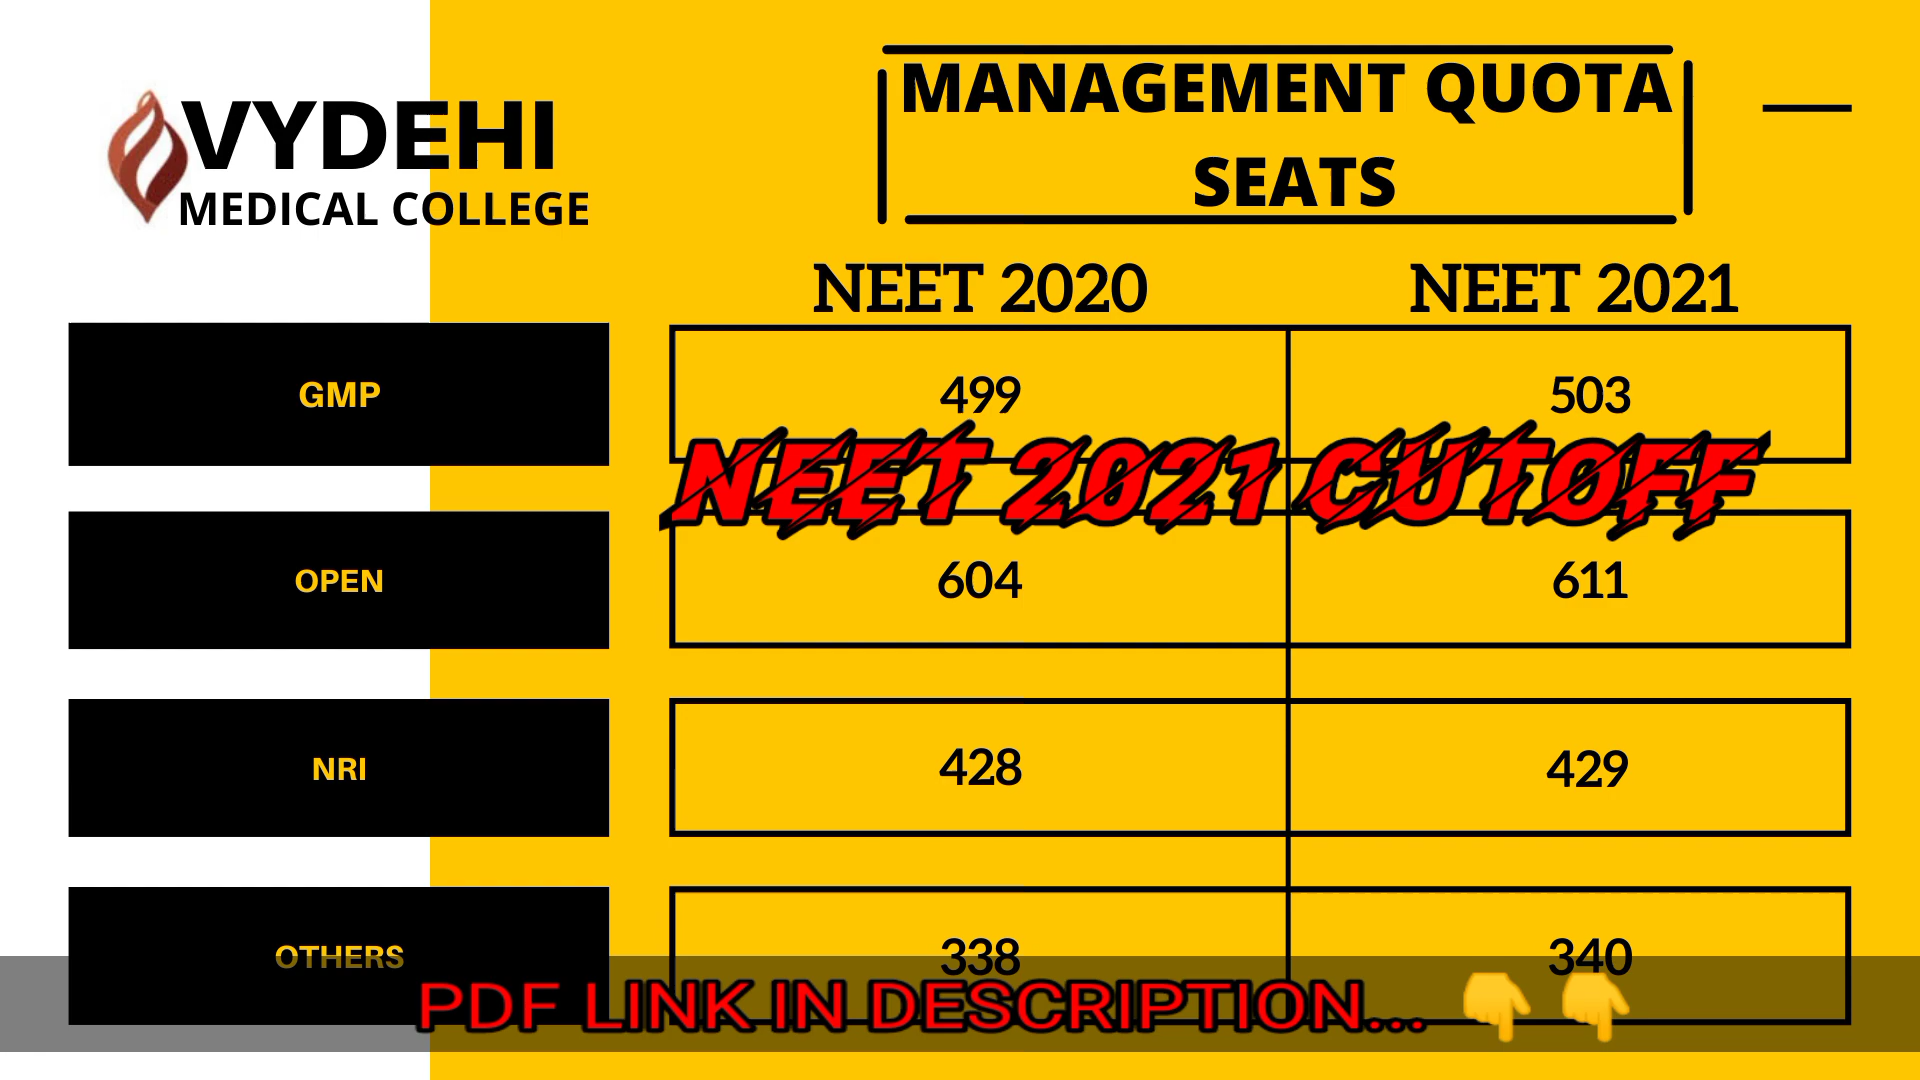 VYDEHI
MEDICAL COLLEGE
MANAGEMENT QUOTA
SEATS
NEET 2020 NEET 2021
GMP 499 503
NEET 2021 CUTOFF
OPEN 604 611
NRI 428 429
OTHERS 338 340
PDF LINK IN DESCRIPTION... 👇 👇